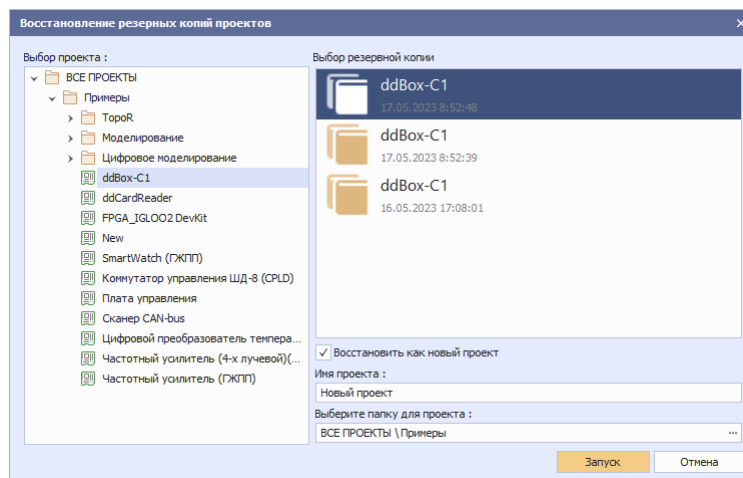 Восстановление резерных копий проектов
Выбор проекта :
ВСЕ ПРОЕКТЫ
Примеры
TopoR
Моделирование
Цифровое моделирование
ddBox-C1
ddCardReader
FPGA_IGLOO2 DevKit
New
SmartWatch (ГЖПП)
Коммутатор управления ШД-8 (CPLD)
Плата управления
Сканер CAN-bus
Цифровой преобразователь темпера...
Частотный усилитель (4-х лучевой)(...
Частотный усилитель (ГЖПП)
Выбор резервной копии
ddBox-C1
17.05.2023 8:52:48
ddBox-C1
17.05.2023 8:52:39
ddBox-C1
16.05.2023 17:08:01
Восстановить как новый проект
Имя проекта :
Новый проект
Выберите папку для проекта :
ВСЕ ПРОЕКТЫ \ Примеры
...
Запуск
Отмена